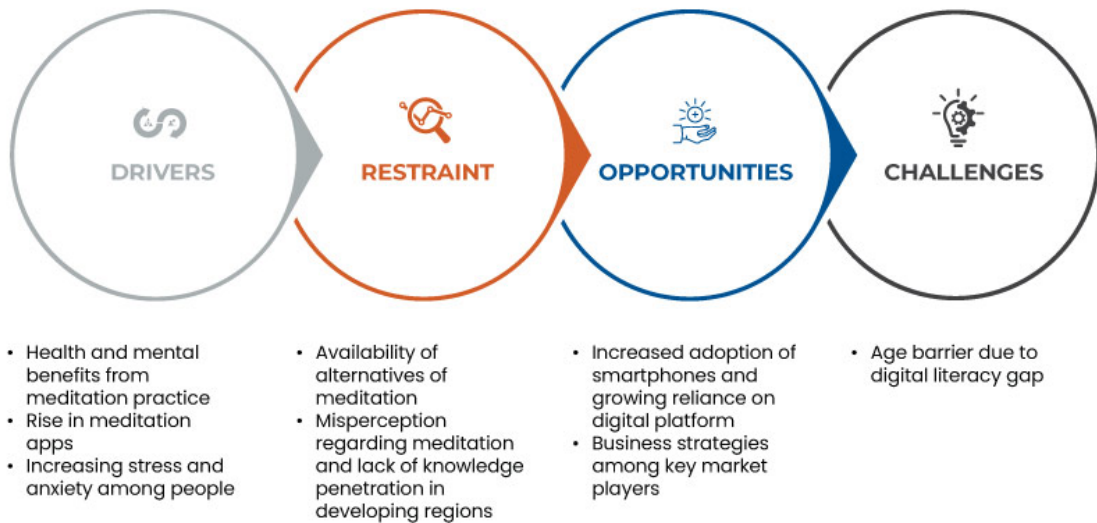 DRIVERS
RESTRAINT
OPPORTUNITIES
CHALLENGES
• Health and mental
benefits from
meditation practice
• Rise in meditation
apps
• Increasing stress and
anxiety among people
• Availability of
alternatives of
meditation
• Misperception
regarding meditation
and lack of knowledge
penetration in
developing regions
• Increased adoption of
smartphones and
growing reliance on
digital platform
• Business strategies
among key market
players
• Age barrier due to
digital literacy gap